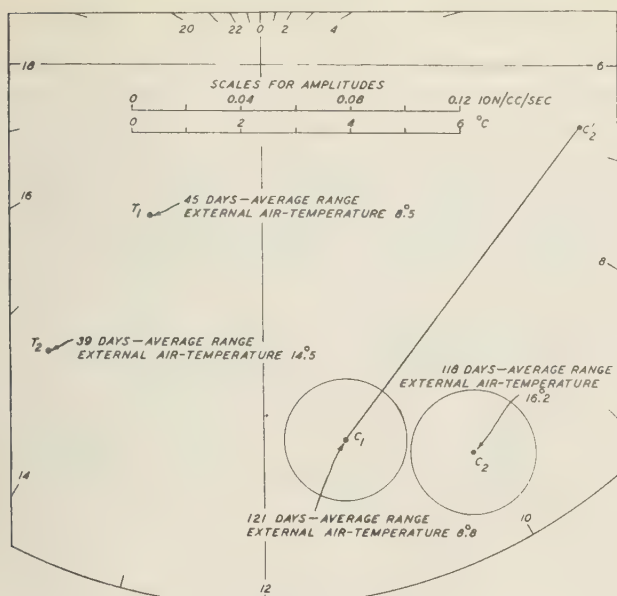 20 22 0 2 4
18 6
SCALES FOR AMPLITUDES
0 0.04 0.08 0.12 ION/CC/SEC
0 2 4 6 °C
C₂'
16
T₁
45 DAYS—AVERAGE RANGE
EXTERNAL AIR-TEMPERATURE 8°.5
8
T₂
39 DAYS—AVERAGE RANGE
EXTERNAL AIR-TEMPERATURE 14°.5
118 DAYS—AVERAGE RANGE
EXTERNAL AIR-TEMPERATURE
16°.2
C₁
C₂
14
121 DAYS—AVERAGE RANGE
EXTERNAL AIR-TEMPERATURE 8°.8
10
12